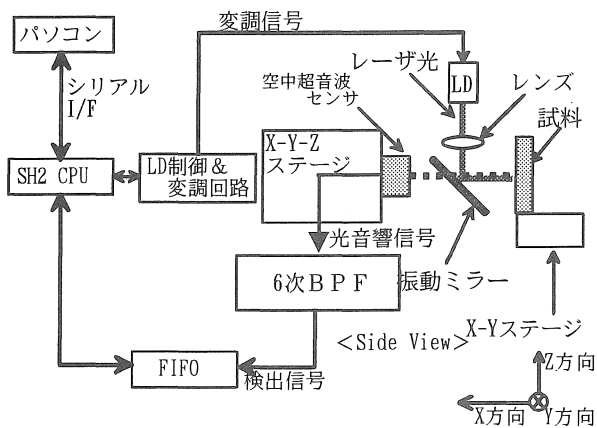 変調信号
パソコン
レーザ光
LD
レンズ
空中超音波
センサ
シリアル
I/F
試料
X-Y-Z
ステージ
SH2 CPU
LD制御＆
変調回路
光音響信号
6次ＢＰＦ
振動ミラー
X-Yステージ
<Side View>
Z方向
FIFO
検出信号
X方向
Y方向